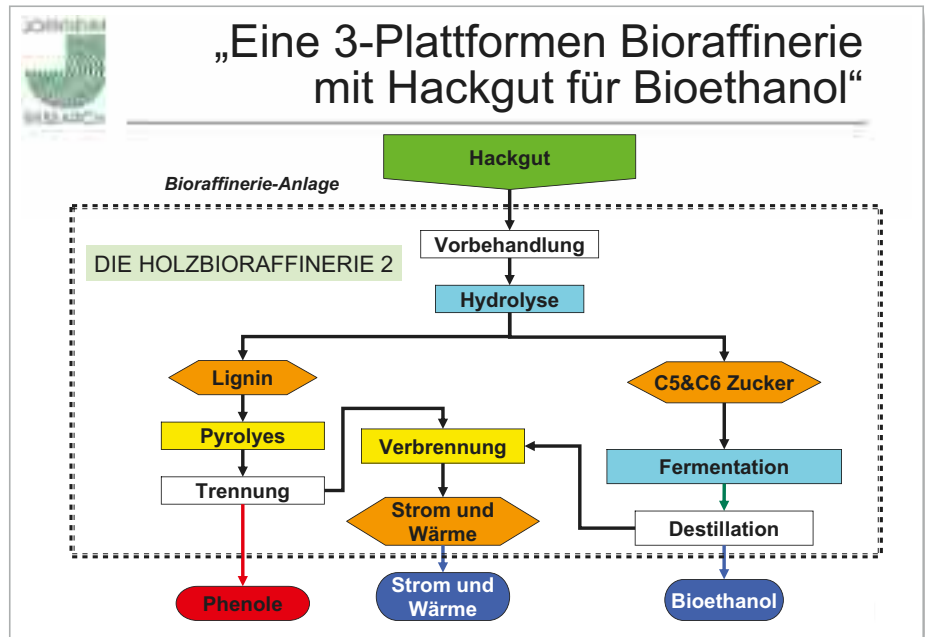 „Eine 3-Plattformen Bioraffinerie
mit Hackgut für Bioethanol“
Hackgut
Bioraffinerie-Anlage
Vorbehandlung
DIE HOLZBIORAFFINERIE 2
Hydrolyse
Lignin
C5&C6 Zucker
Pyrolyes
Verbrennung
Fermentation
Trennung
Strom und
Wärme
Destillation
Phenole
Strom und
Wärme
Bioethanol